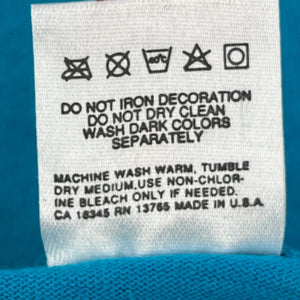 40°C
DO NOT IRON DECORATION
DO NOT DRY CLEAN
WASH DARK COLORS
SEPARATELY
MACHINE WASH WARM, TUMBLE
DRY MEDIUM,USE NON-CHLOR-
INE BLEACH ONLY IF NEEDED.
CA 18345 RN 13765 MADE IN U.S.A.